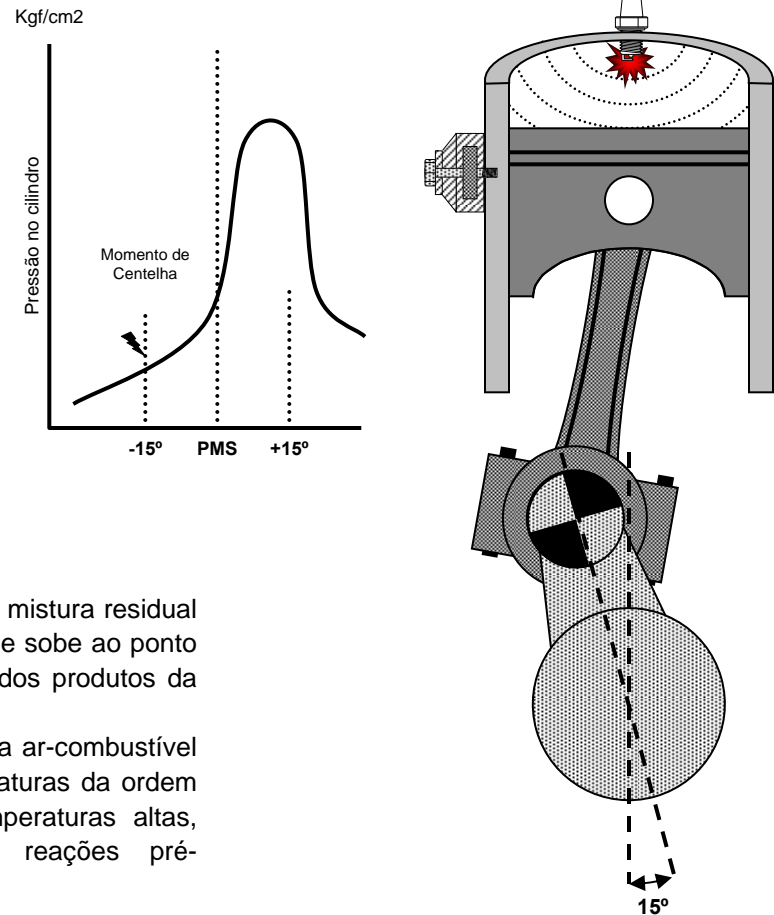 Kgf/cm2
Pressão no cilindro
Momento de
Centelha
-15º PMS +15º
mistura residual
e sobe ao ponto
dos produtos da
a ar-combustível
aturas da ordem
nperaturas altas,
reações pré-
15º